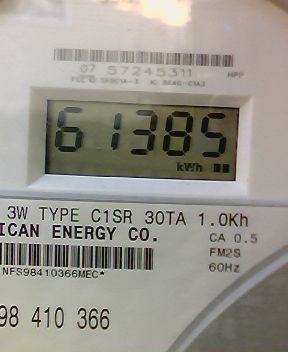 07 57245311 HPP
61385
kWh
3W TYPE C1SR 30TA 1.0Kh
ICAN ENERGY CO.
CA 0.5
FM2S
60Hz
NFS98410366MEC*
98 410 366